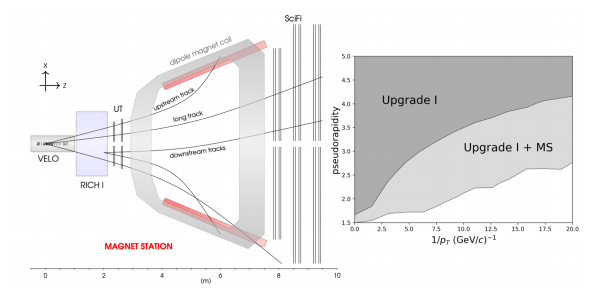 SciFi
dipole magnet coil
X
Z
UT
upstream track
long track
downstream tracks
VELO
RICH I
MAGNET STATION
0 2 4 6 8 10
(m)
pseudorapidity
5.0
4.5
4.0
3.5
3.0
2.5
2.0
1.5
Upgrade I
Upgrade I + MS
0.0 2.5 5.0 7.5 10.0 12.5 15.0 17.5 20.0
1/pT (GeV/c)⁻¹